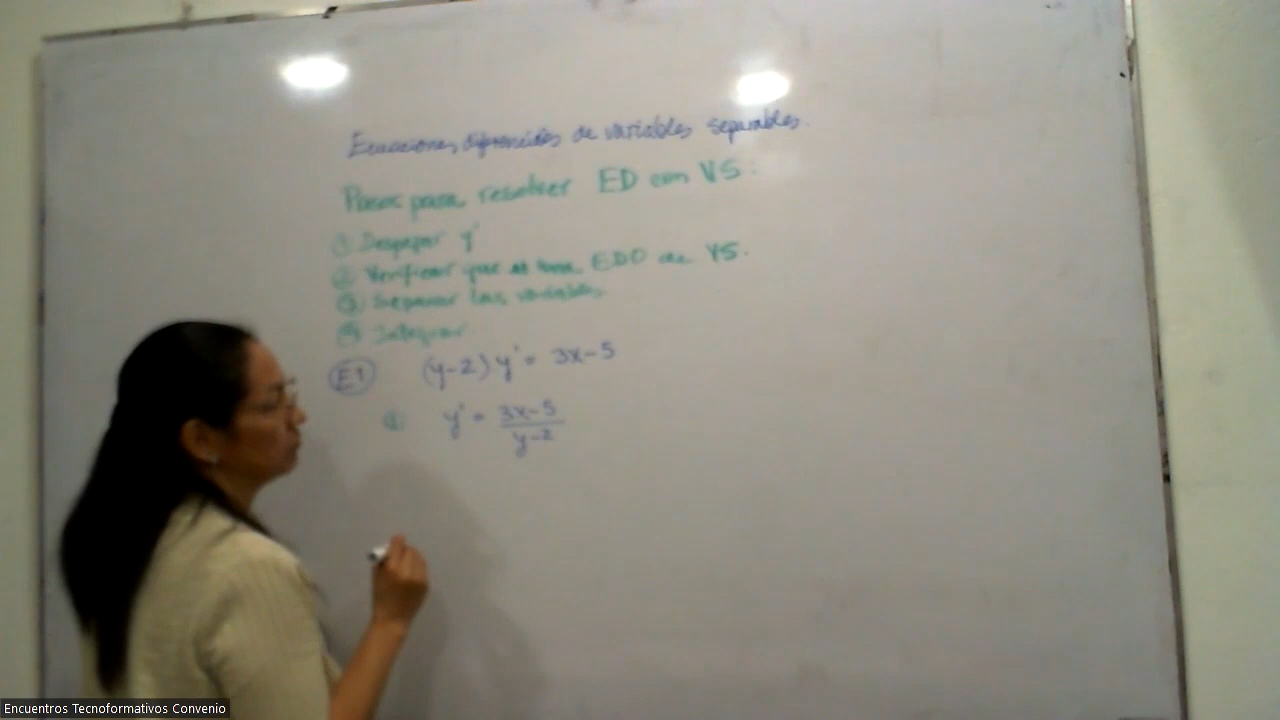 Ecuaciones diferenciales de variables separables.
Pasos para resolver ED con VS:
① Despejar y'
② Verificar que es una EDO de VS.
③ Separar las variables
④ Integrar.
E1 (y-2) y' = 3x-5
① y' = \frac{3x-5}{y-2}
Encuentros Tecnoformativos Convenio